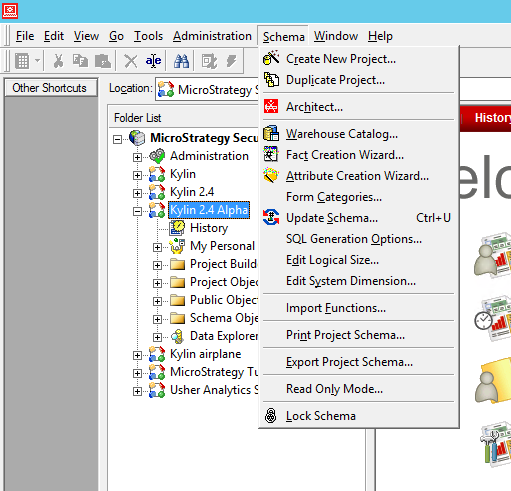 File Edit View Go Tools Administration Schema Window Help
Other Shortcuts
Location: MicroStrategy S
Folder List
MicroStrategy Secu
Administration
Kylin
Kylin 2.4
Kylin 2.4 Alpha
History
My Personal
Project Build
Project Objec
Public Object
Schema Obje
Data Explorer
Kylin airplane
MicroStrategy Tu
Usher Analytics S
Create New Project...
Duplicate Project...
Architect...
Warehouse Catalog...
Fact Creation Wizard...
Attribute Creation Wizard...
Form Categories...
Update Schema... Ctrl+U
SQL Generation Options...
Edit Logical Size...
Edit System Dimension...
Import Functions...
Print Project Schema...
Export Project Schema...
Read Only Mode...
Lock Schema
History
elc